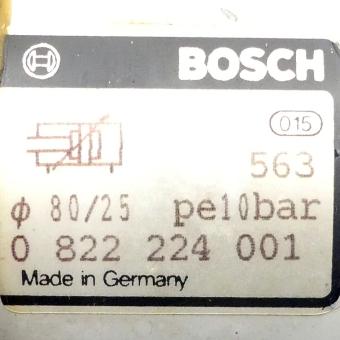 BOSCH
015
563
ϕ 80/25 pe10bar
0 822 224 001
Made in Germany